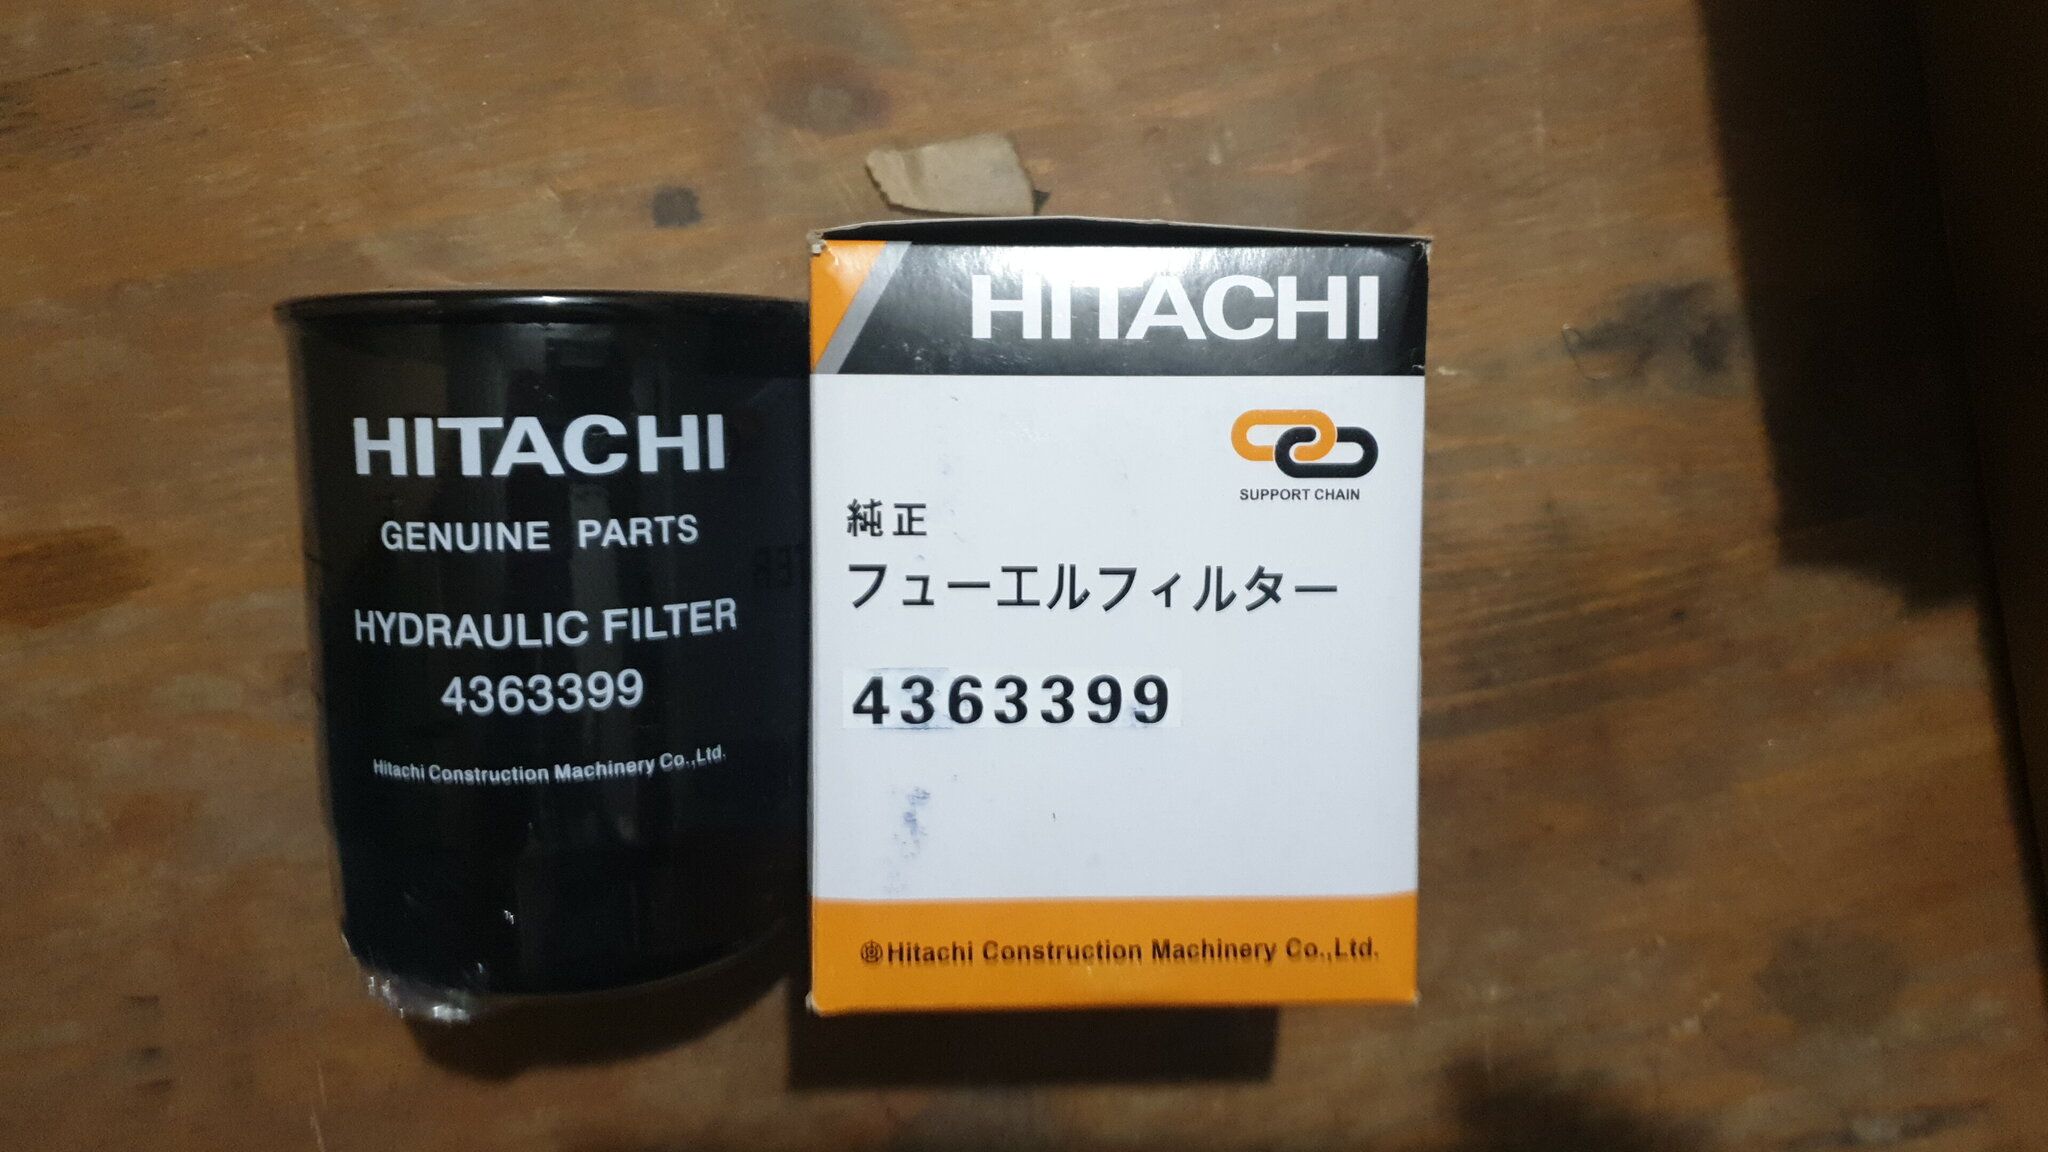 HITACHI
GENUINE PARTS
HYDRAULIC FILTER
4363399
Hitachi Construction Machinery Co.,Ltd.
HITACHI
SUPPORT CHAIN
純正
フューエルフィルター
4363399
Hitachi Construction Machinery Co.,Ltd.